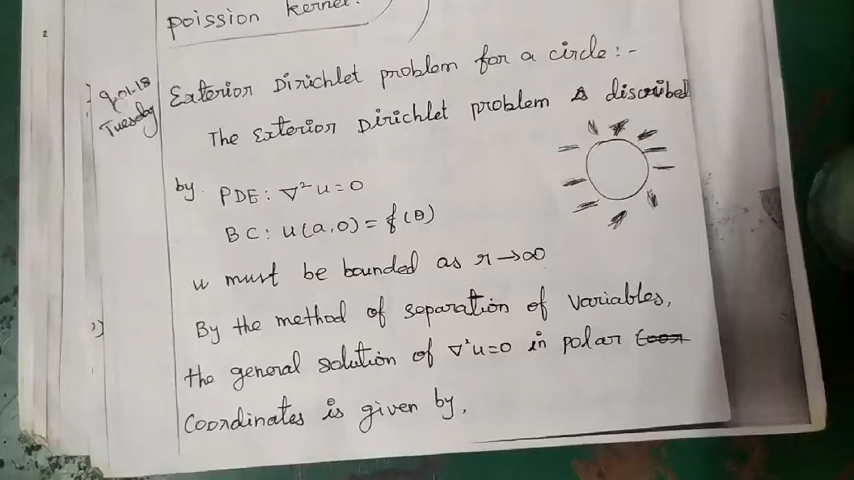 poission kernel.
9.01.18
Tuesday
Exterior Dirichlet problem for a circle:-
The Exterior Dirichlet problem is discribed
by PDE: ∇²u=0
BC: u(a,θ)=f(θ)
u must be bounded as r→∞
By the method of separation of variables,
the general solution of ∇²u=0 in polar
Coordinates is given by,